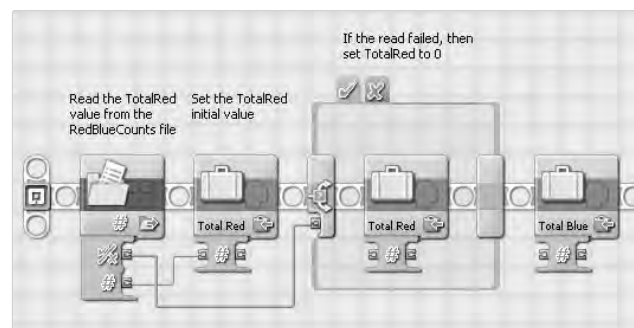 If the read failed, then
set TotalRed to 0
Read the TotalRed
value from the
RedBlueCounts file
Set the TotalRed
initial value
Total Red
Total Red
Total Blue